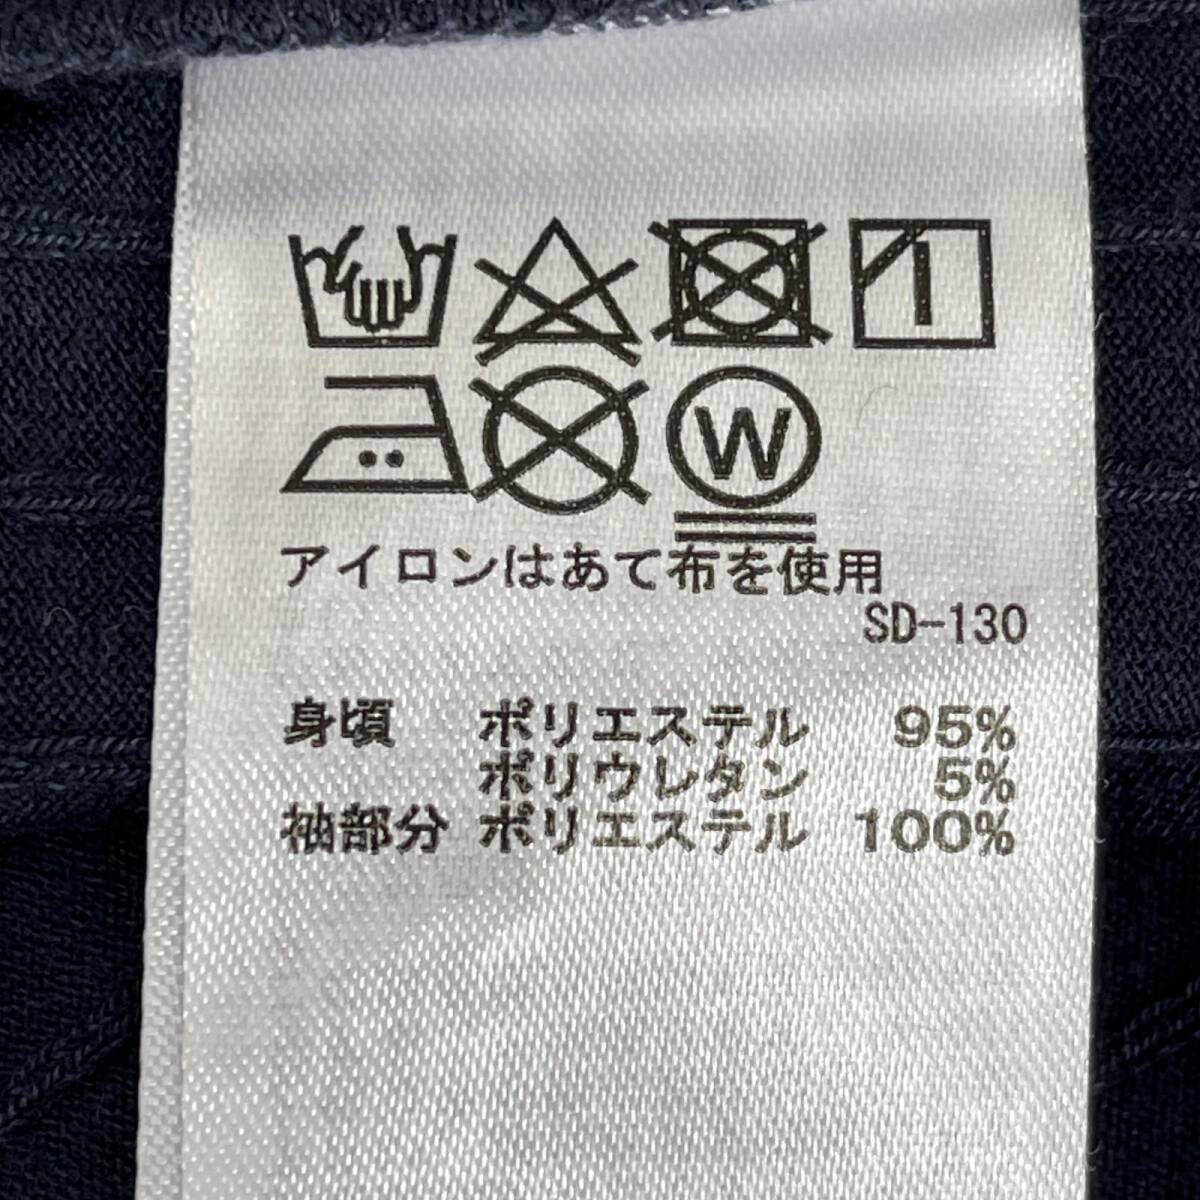 W
アイロンはあて布を使用
SD-130
身頃 ポリエステル 95%
ポリウレタン 5%
袖部分 ポリエステル 100%